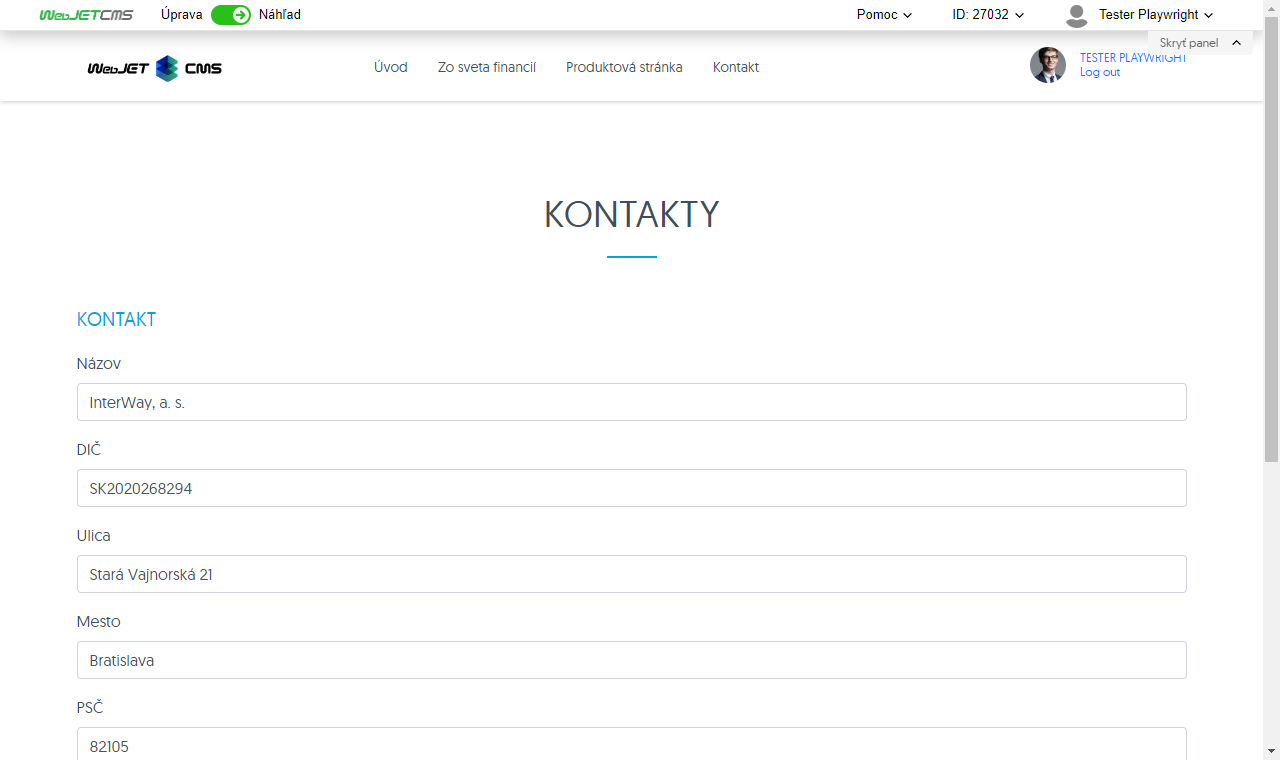 WebJETCMS Úprava Náhľad Pomoc ID: 27032 Tester Playwright
Skryť panel
WebJET CMS Úvod Zo sveta financií Produktová stránka Kontakt TESTER PLAYWRIGHT
Log out
KONTAKTY
KONTAKT
Názov
InterWay, a. s.
DIČ
SK2020268294
Ulica
Stará Vajnorská 21
Mesto
Bratislava
PSČ
82105